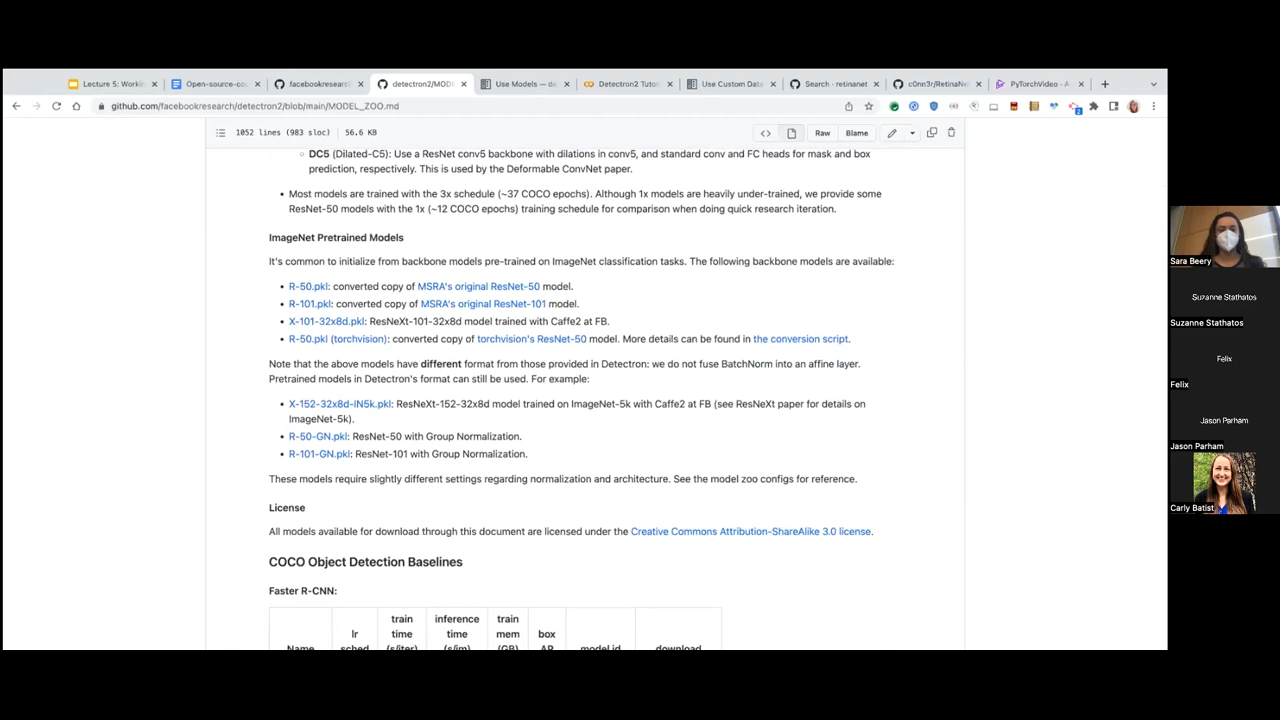 Lecture 5: Workin
Open-source-cou
facebookresearch
detectron2/MODE
Use Models — de
Detectron2 Tutor
Use Custom Data
Search · retinanet
c0nn3r/RetinaNe
PyTorchVideo · A
github.com/facebookresearch/detectron2/blob/main/MODEL_ZOO.md
1052 lines (983 sloc) 56.6 KB
Raw
Blame
DC5 (Dilated-C5): Use a ResNet conv5 backbone with dilations in conv5, and standard conv and FC heads for mask and box
prediction, respectively. This is used by the Deformable ConvNet paper.
Most models are trained with the 3x schedule (~37 COCO epochs). Although 1x models are heavily under-trained, we provide some
ResNet-50 models with the 1x (~12 COCO epochs) training schedule for comparison when doing quick research iteration.
ImageNet Pretrained Models
It's common to initialize from backbone models pre-trained on ImageNet classification tasks. The following backbone models are available:
R-50.pkl: converted copy of MSRA's original ResNet-50 model.
R-101.pkl: converted copy of MSRA's original ResNet-101 model.
X-101-32x8d.pkl: ResNeXt-101-32x8d model trained with Caffe2 at FB.
R-50.pkl (torchvision): converted copy of torchvision's ResNet-50 model. More details can be found in the conversion script.
Note that the above models have different format from those provided in Detectron: we do not fuse BatchNorm into an affine layer.
Pretrained models in Detectron's format can still be used. For example:
X-152-32x8d-IN5k.pkl: ResNeXt-152-32x8d model trained on ImageNet-5k with Caffe2 at FB (see ResNeXt paper for details on
ImageNet-5k).
R-50-GN.pkl: ResNet-50 with Group Normalization.
R-101-GN.pkl: ResNet-101 with Group Normalization.
These models require slightly different settings regarding normalization and architecture. See the model zoo configs for reference.
License
All models available for download through this document are licensed under the Creative Commons Attribution-ShareAlike 3.0 license.
COCO Object Detection Baselines
Faster R-CNN:
train inference train
lr time time mem box
Name sched (s/iter) (s/im) (GB) AP model id download
Sara Beery
Suzanne Stathatos
Suzanne Stathatos
Felix
Felix
Jason Parham
Jason Parham
Carly Batist